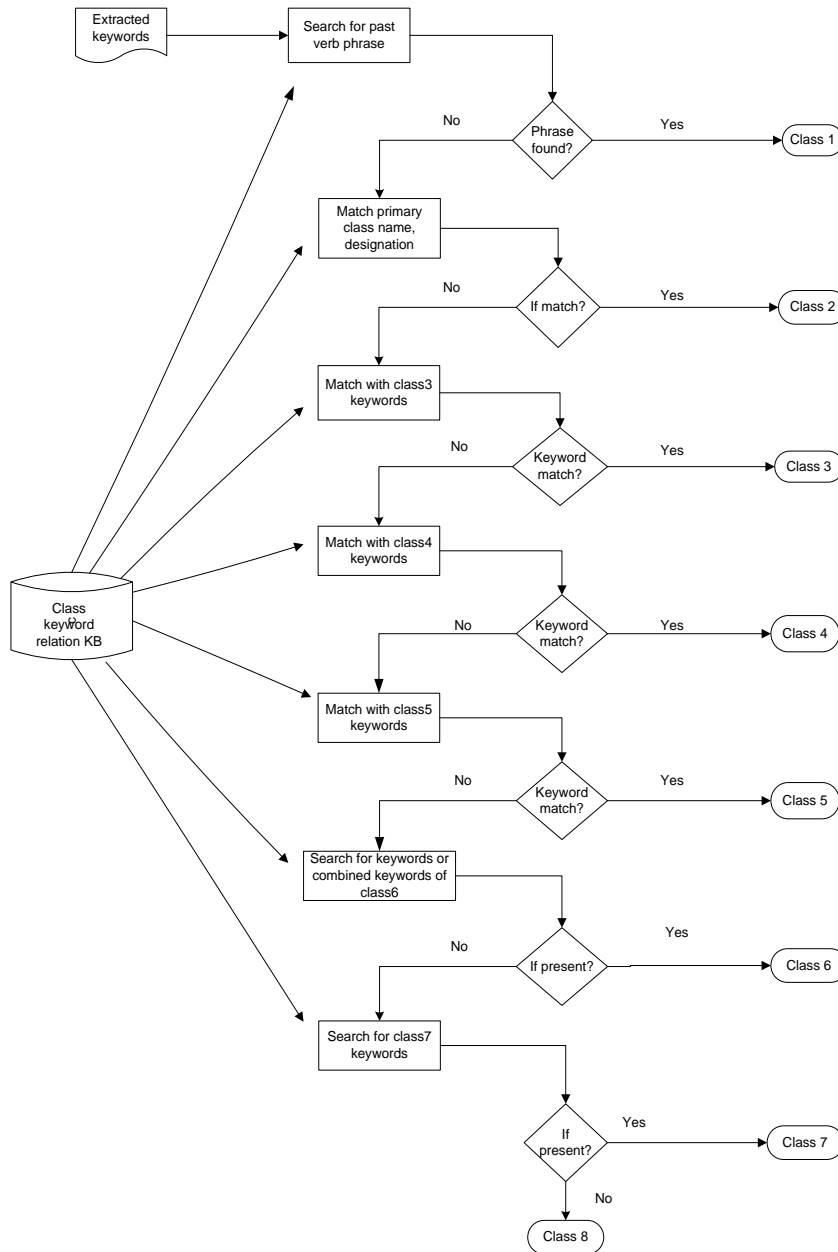 Extracted
keywords
Search for past
verb phrase
No
Phrase
found?
Yes
Class 1
Match primary
class name,
designation
No
If match?
Yes
Class 2
Match with class3
keywords
No
Keyword
match?
Yes
Class 3
Match with class4
keywords
Class
keyword
relation KB
No
Keyword
match?
Yes
Class 4
Match with class5
keywords
No
Keyword
match?
Yes
Class 5
Search for keywords or
combined keywords of
class6
No
If present?
Yes
Class 6
Search for class7
keywords
If
present?
Yes
Class 7
No
Class 8